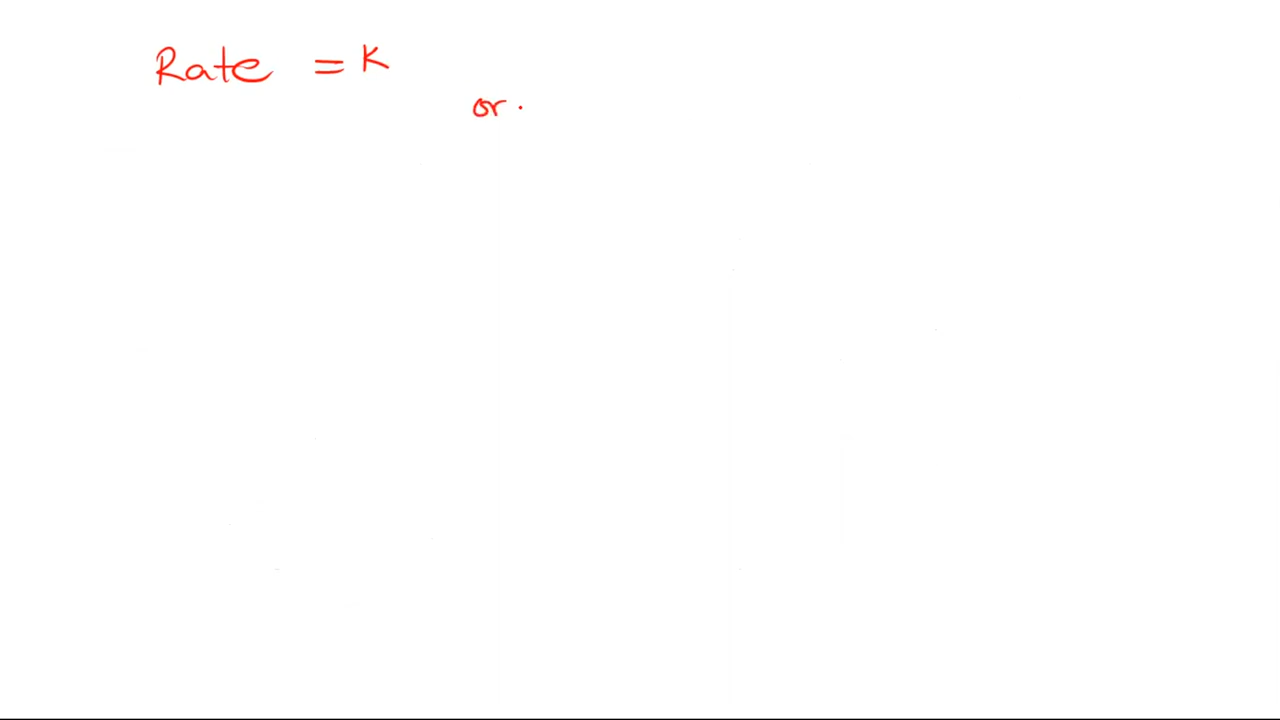 Rate = K
or.